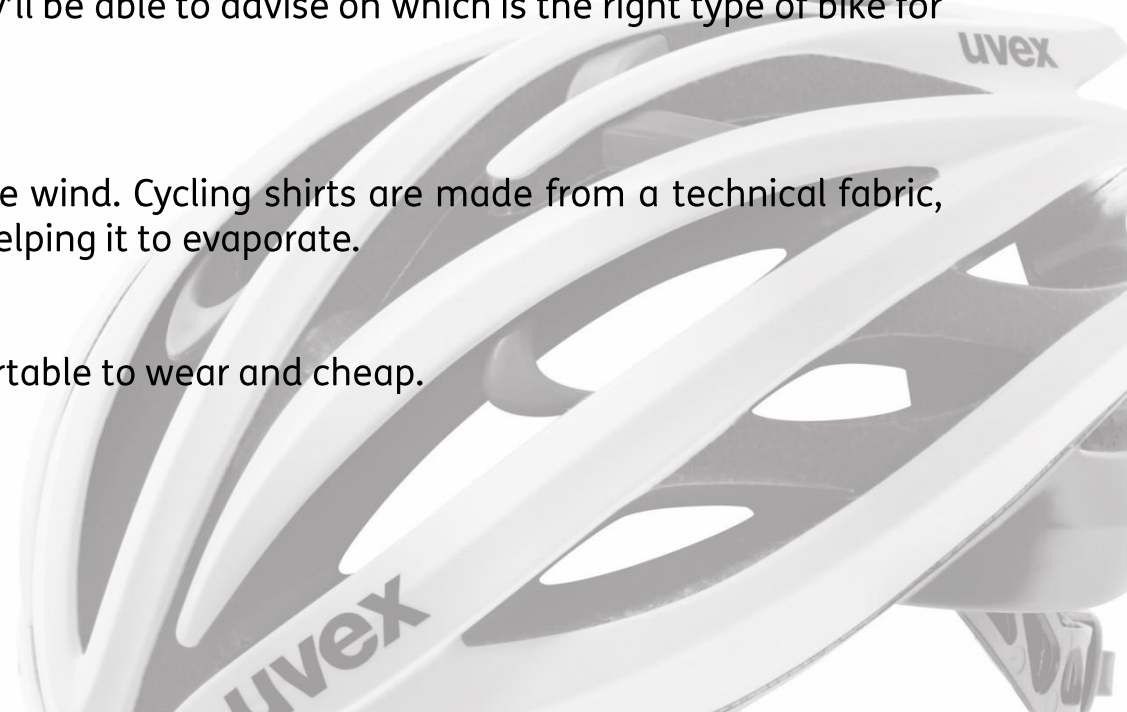 'll be able to advise on which is the right type of bike for
uvex
e wind. Cycling shirts are made from a technical fabric,
elping it to evaporate.
rtable to wear and cheap.
uvex